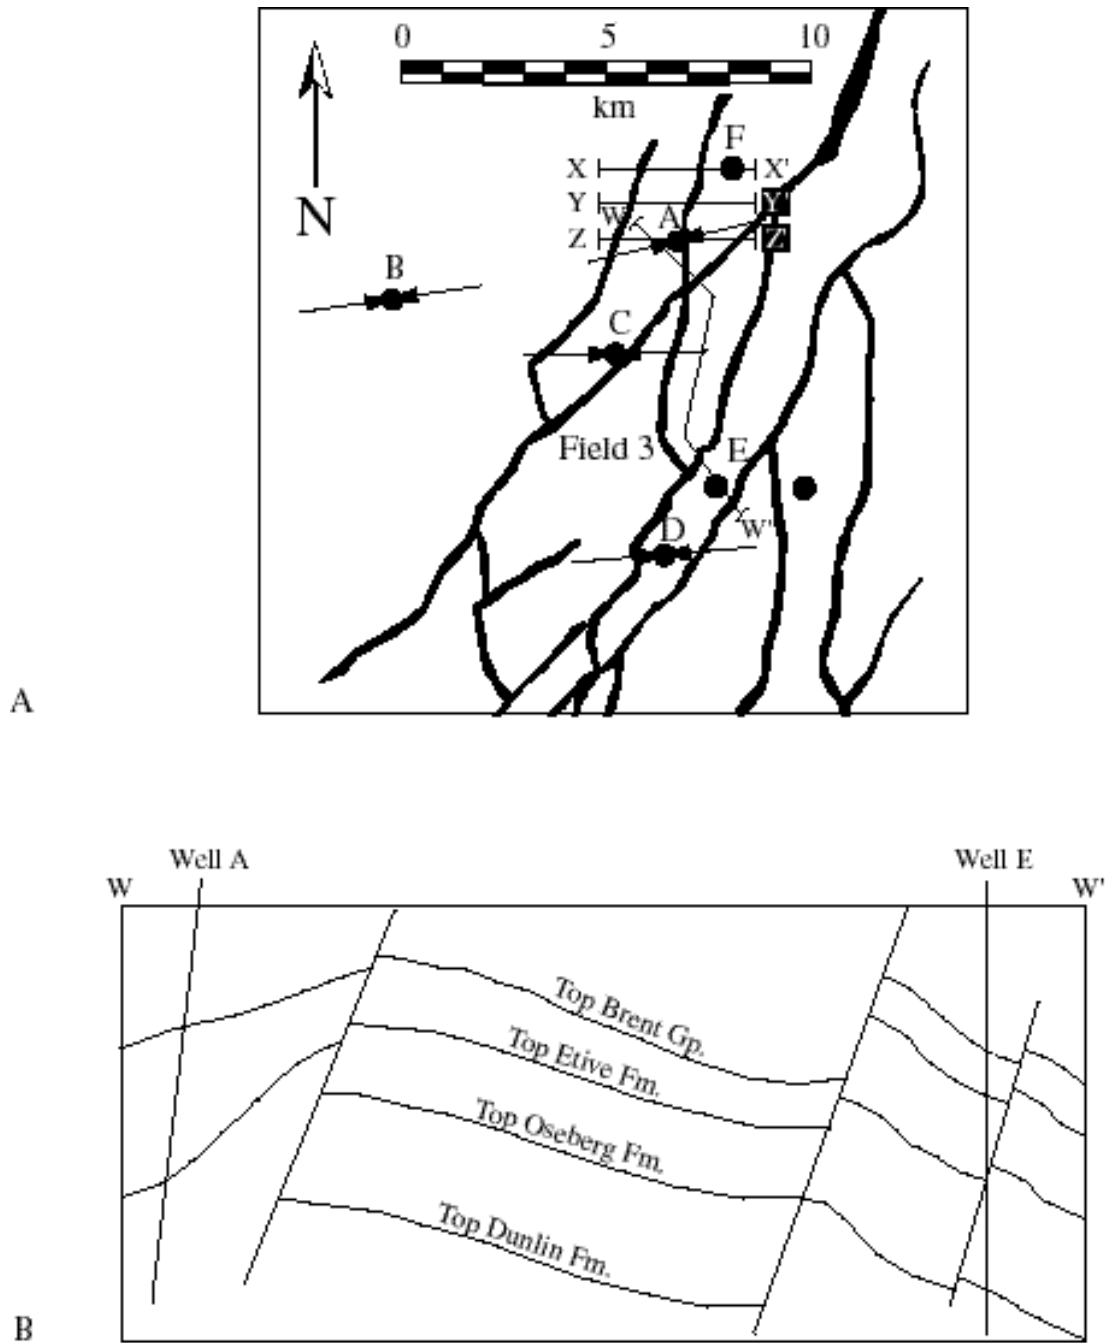 A
0 5 10
km
N
F
X X'
Y Y'
W A
Z Z'
B
C
Field 3
E
W'
D
Well A Well E
W W'
Top Brent Gp.
Top Etive Fm.
Top Oseberg Fm.
Top Dunlin Fm.
B